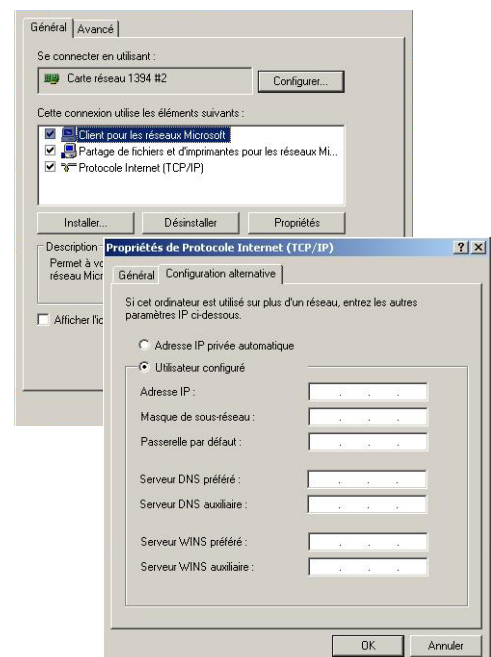 Général
Avancé
Se connecter en utilisant :
Carte réseau 1394 #2
Configurer...
Cette connexion utilise les éléments suivants :
Client pour les réseaux Microsoft
Partage de fichiers et d'imprimantes pour les réseaux Mi...
Protocole Internet (TCP/IP)
Installer...
Désinstaller
Propriétés
Description
Permet à vo
réseau Micr
Afficher l'ic
Propriétés de Protocole Internet (TCP/IP)
Général
Configuration alternative
Si cet ordinateur est utilisé sur plus d'un réseau, entrez les autres
paramètres IP ci-dessous.
Adresse IP privée automatique
Utilisateur configuré
Adresse IP :
Masque de sous-réseau :
Passerelle par défaut :
Serveur DNS préféré :
Serveur DNS auxiliaire :
Serveur WINS préféré :
Serveur WINS auxiliaire :
OK
Annuler